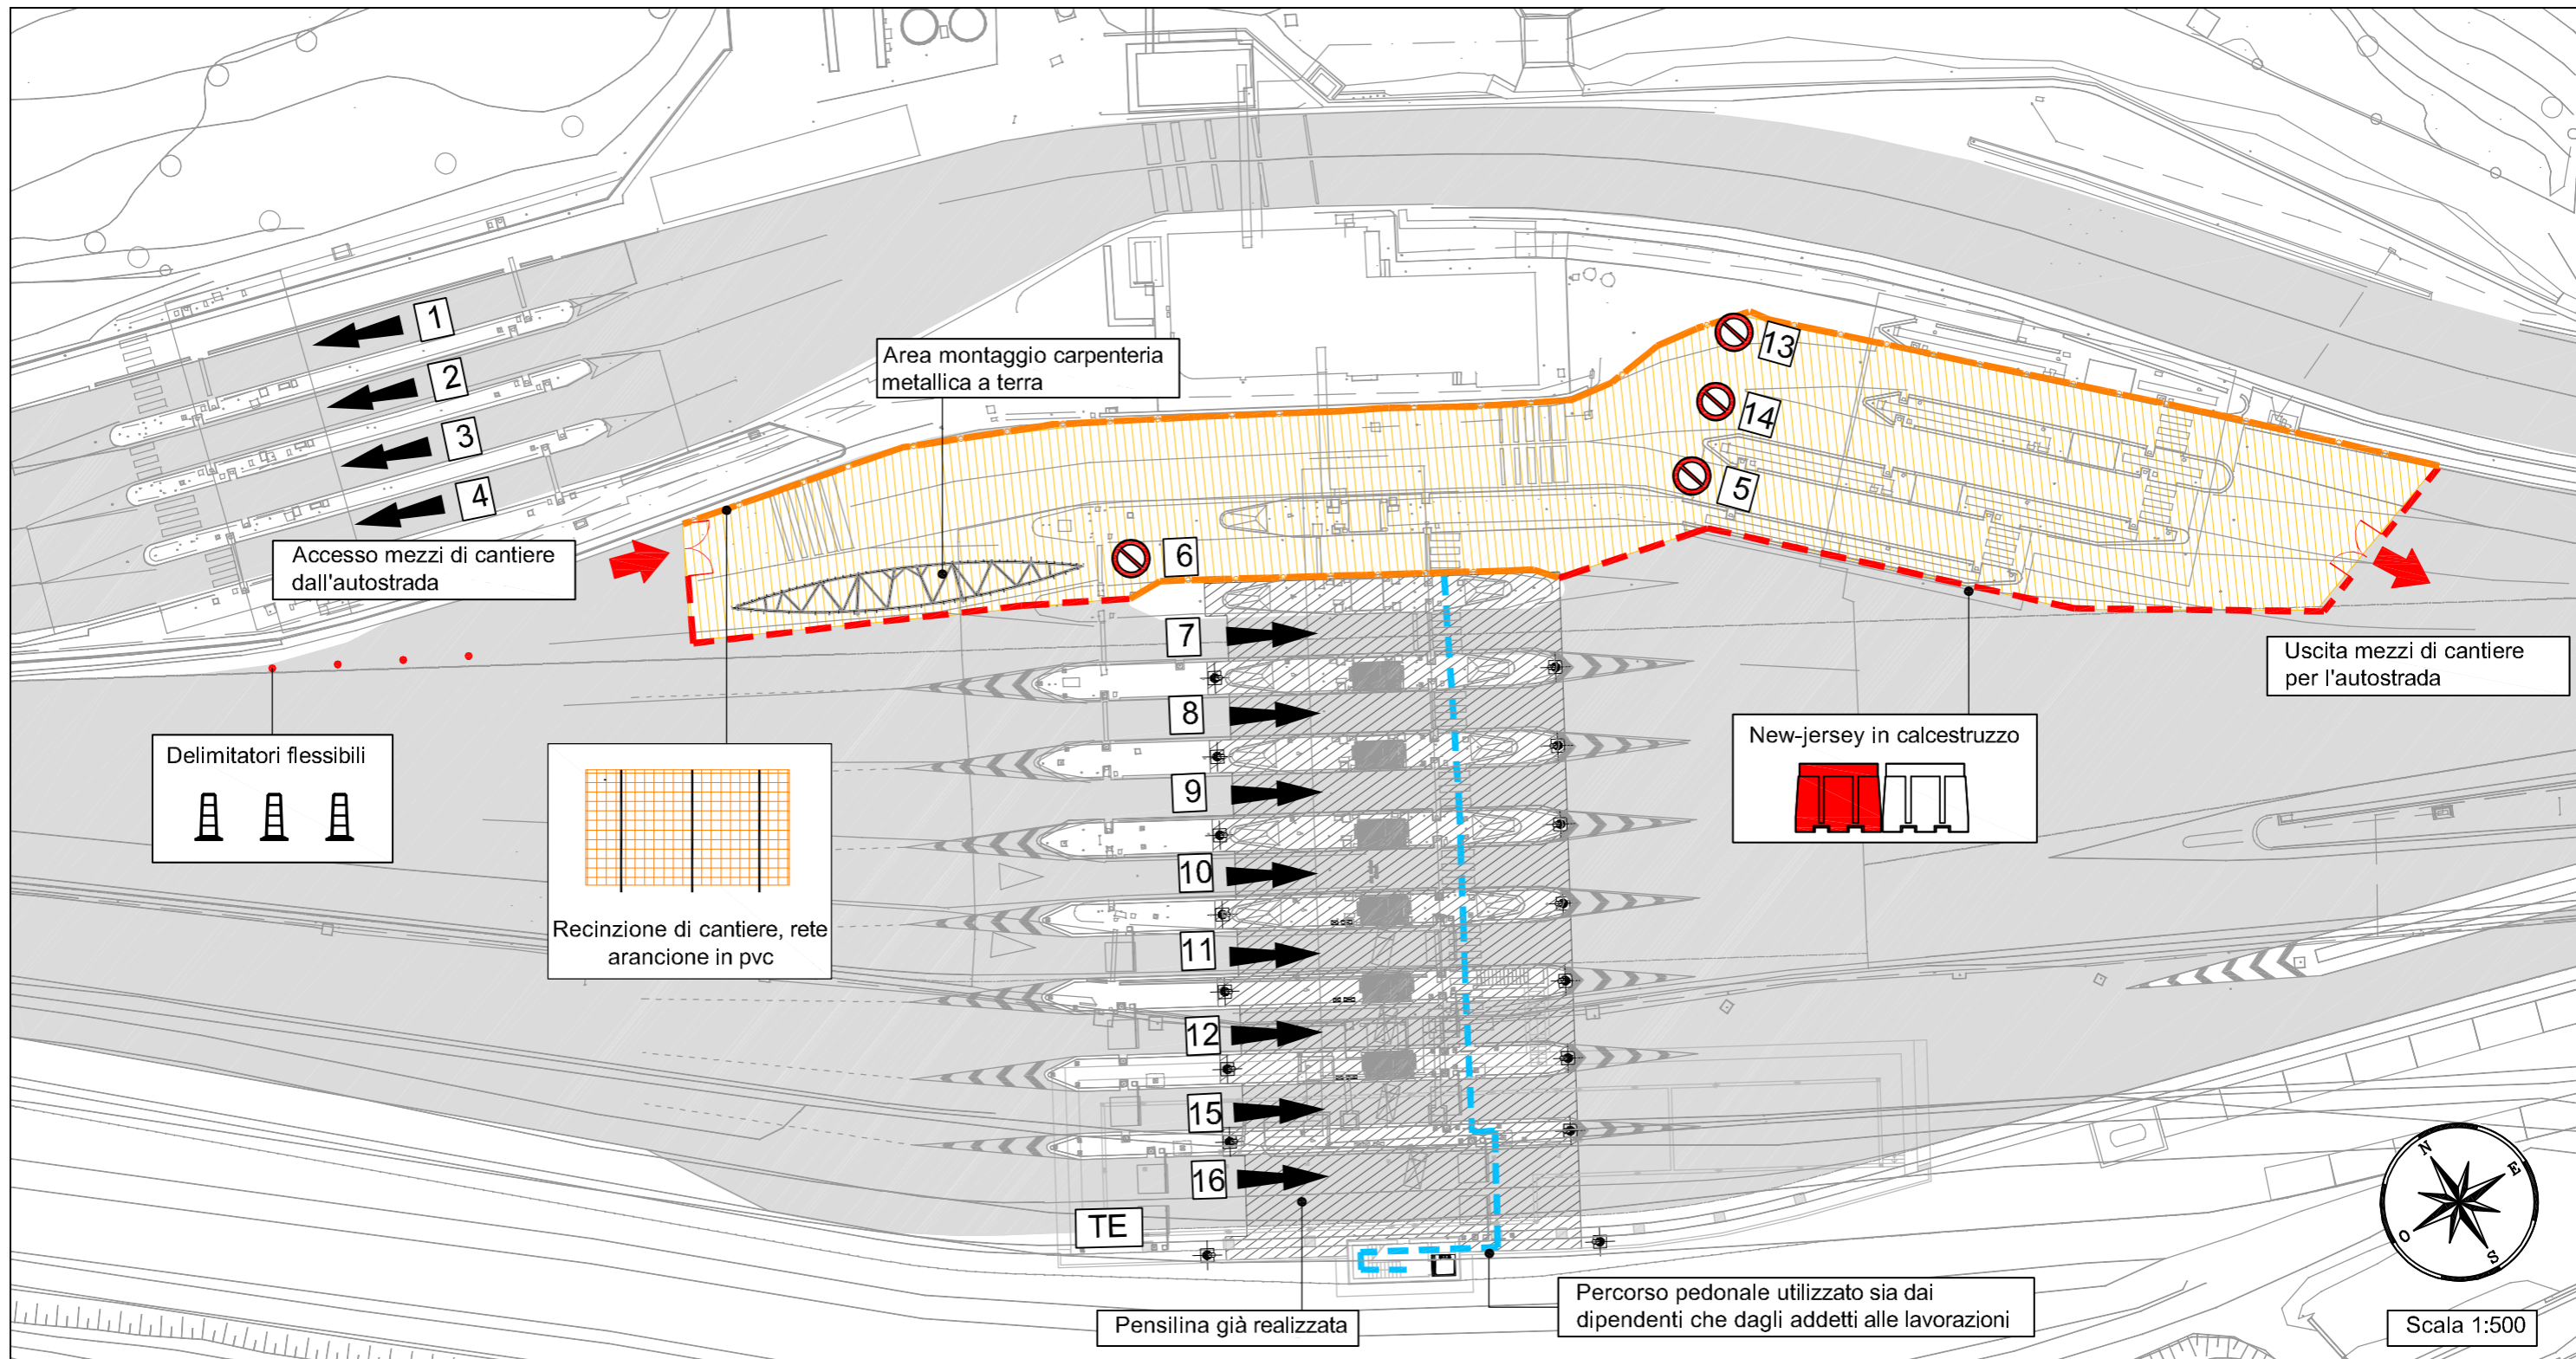 1
2
3
4
Area montaggio carpenteria
metallica a terra
13
14
5
6
Accesso mezzi di cantiere
dall'autostrada
7
8
9
10
11
12
15
16
TE
Delimitatori flessibili
Recinzione di cantiere, rete
arancione in pvc
New-jersey in calcestruzzo
Uscita mezzi di cantiere
per l'autostrada
Pensilina già realizzata
Percorso pedonale utilizzato sia dai
dipendenti che dagli addetti alle lavorazioni
N
E
O
S
Scala 1:500